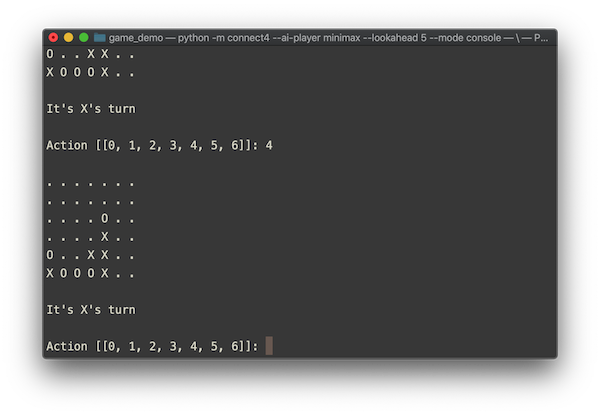 game_demo — python -m connect4 --ai-player minimax --lookahead 5 --mode console — \ — P...
O . . X X . .
X O O O X . .
It's X's turn
Action [[0, 1, 2, 3, 4, 5, 6]]: 4
. . . . . . .
. . . . . . .
. . . . O . .
. . . . X . .
O . . X X . .
X O O O X . .
It's X's turn
Action [[0, 1, 2, 3, 4, 5, 6]]: